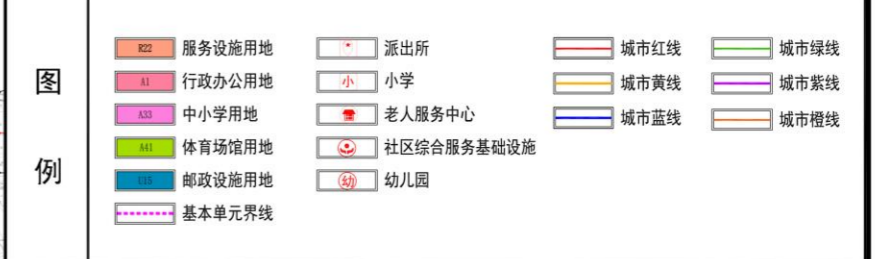 图例
R22 服务设施用地 派出所 城市红线 城市绿线
A1 行政办公用地 小 小学 城市黄线 城市紫线
A33 中小学用地 老人服务中心 城市蓝线 城市橙线
A41 体育场馆用地 社区综合服务基础设施
U15 邮政设施用地 幼 幼儿园
基本单元界线